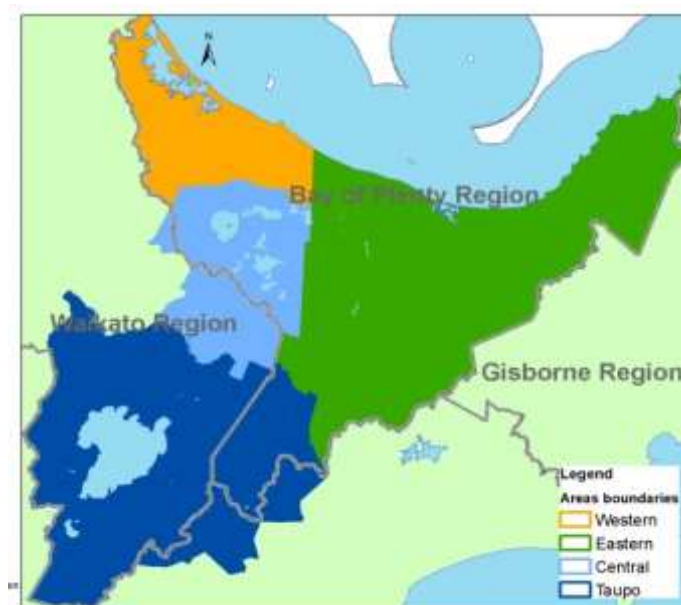 N
Bay of Plenty Region
Waikato Region
Gisborne Region
Legend
Areas boundaries
Western
Eastern
Central
Taupo